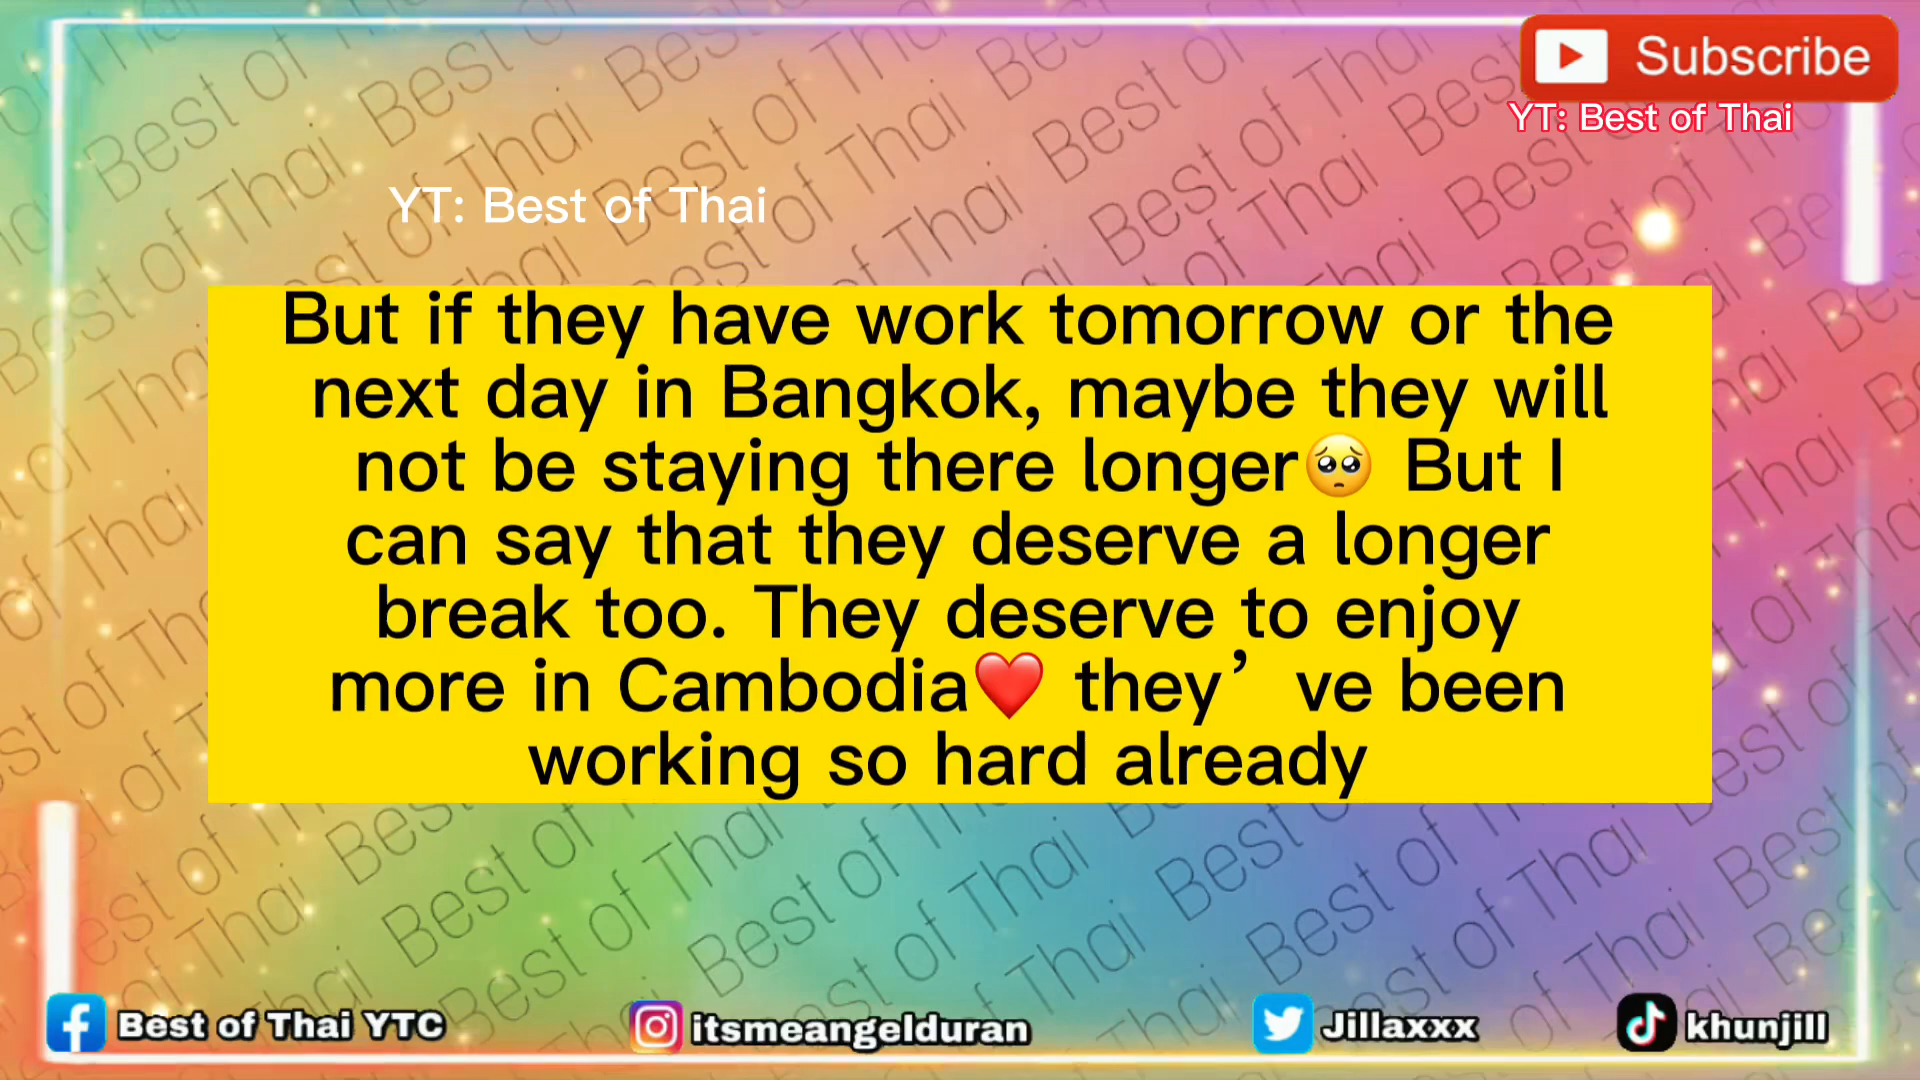 Subscribe
YT: Best of Thai
YT: Best of Thai
But if they have work tomorrow or the
next day in Bangkok, maybe they will
not be staying there longer🥺 But I
can say that they deserve a longer
break too. They deserve to enjoy
more in Cambodia❤️ they’ve been
working so hard already
Best of Thai YTC
itsmeangelduran
Jillaxxx
khunjill